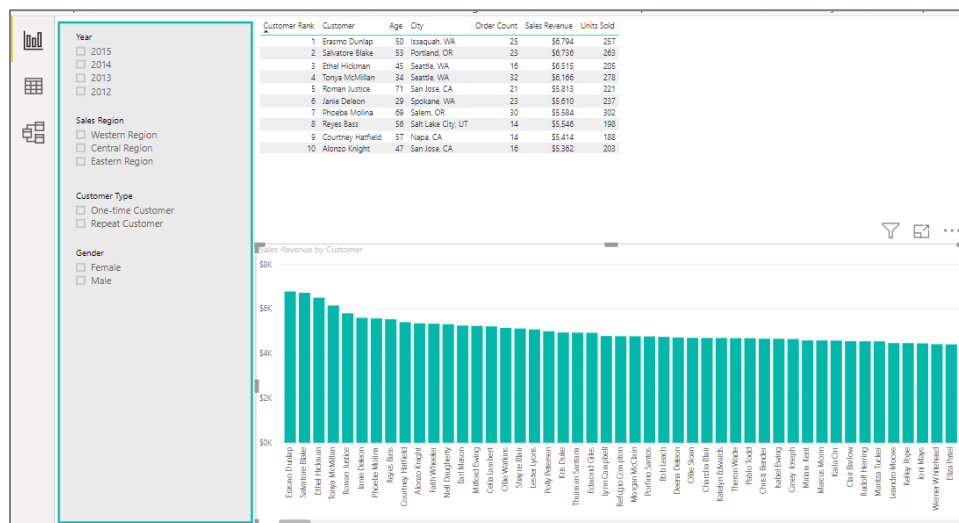 Year
2015
2014
2013
2012
Sales Region
Western Region
Central Region
Eastern Region
Customer Type
One-time Customer
Repeat Customer
Gender
Female
Male
Customer Rank Customer Age City Order Count Sales Revenue Units Sold
1 Erasmo Dunlap 50 Issaquah, WA 25 $6,794 257
2 Salvatore Blake 53 Portland, OR 23 $6,736 263
3 Ethel Hickman 45 Seattle, WA 16 $6,515 205
4 Tonya McMillan 34 Seattle, WA 32 $6,166 278
5 Roman Justice 71 San Jose, CA 21 $5,813 221
6 Janie Deleon 29 Spokane, WA 23 $5,610 237
7 Phoebe Molina 69 Salem, OR 30 $5,584 302
8 Reyes Bass 56 Salt Lake City, UT 14 $5,546 198
9 Courtney Hatfield 57 Napa, CA 14 $5,414 188
10 Alonzo Knight 47 San Jose, CA 16 $5,362 203
Sales Revenue by Customer
$8K
$6K
$4K
$2K
$0K
Erasmo Dunlap
Salvatore Blake
Ethel Hickman
Tonya McMillan
Roman Justice
Janie Deleon
Phoebe Molina
Reyes Bass
Courtney Hatfield
Alonzo Knight
Faith Wheeler
Neil Daugherty
Earl Mason
Milford Ewing
Celia Lambert
Ollie Watkins
Shayne Blair
Lester Lyons
Polly Petersen
Kris Duke
Thurman Santana
Edmond Giles
Lynn Campbell
Refugio Compton
Morgan McClain
Porfirio Santos
Bob Leach
Deena Deleon
Ollie Sloan
Chandra Blair
Katelyn Edwards
Theron Wade
Pablo Todd
Christi Bender
Isabel Ewing
Casey Joseph
Miriam Kent
Marcus Morin
Karla Orr
Clair Barlow
Rudolf Herring
Maritza Tucker
Leandro Moore
Kelley Pope
Joni Mays
Werner Whitehead
Eliza Patel